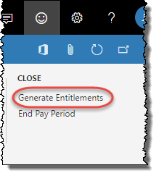 CLOSE
Generate Entitlements
End Pay Period